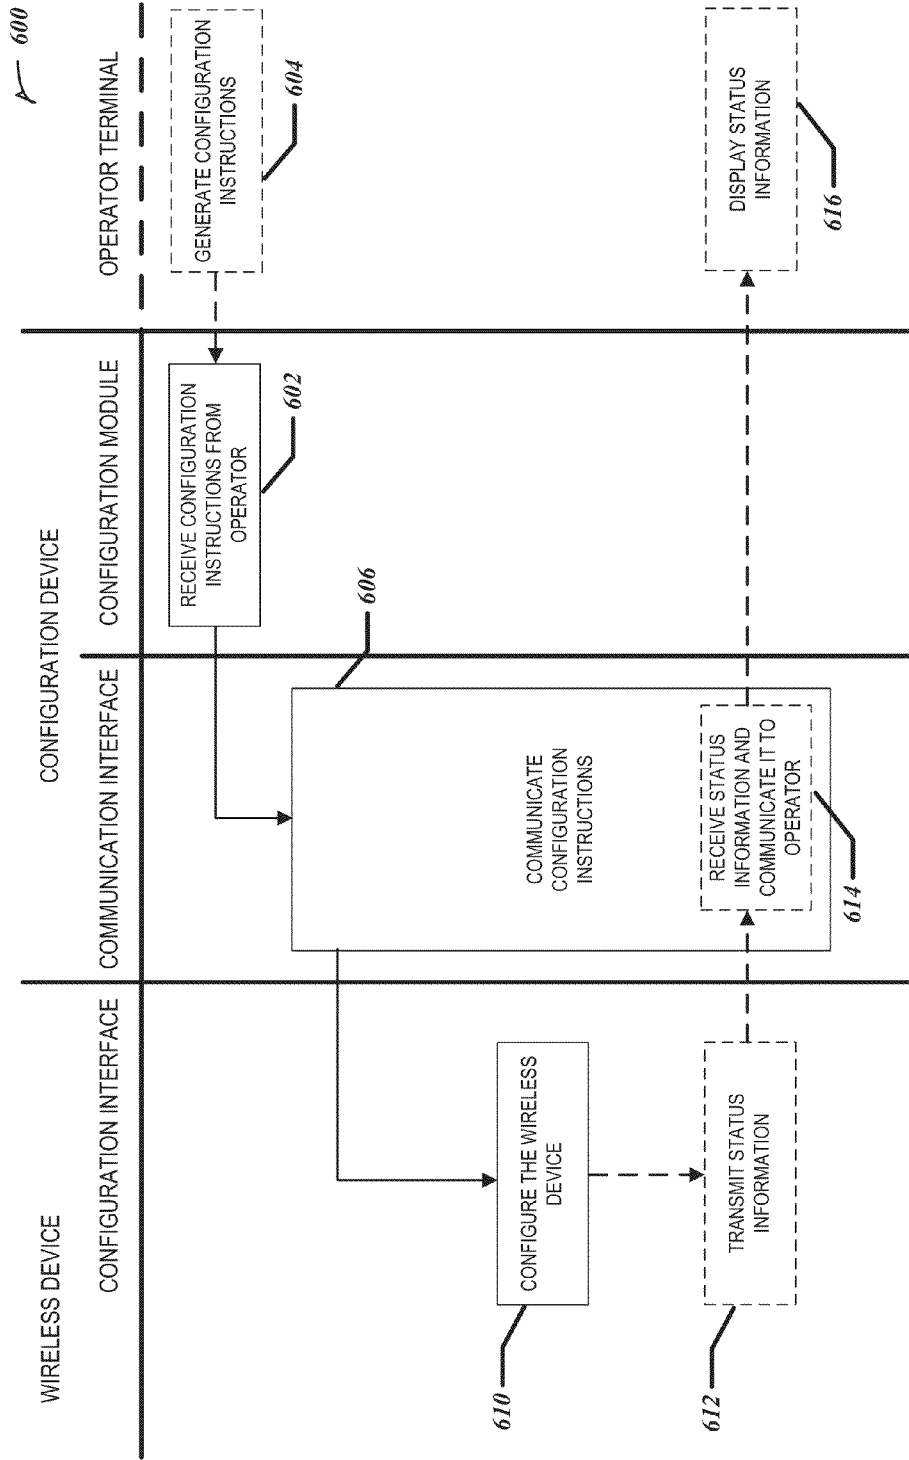 600
WIRELESS DEVICE
CONFIGURATION DEVICE
CONFIGURATION INTERFACE
COMMUNICATION INTERFACE
CONFIGURATION MODULE
OPERATOR TERMINAL
GENERATE CONFIGURATION
INSTRUCTIONS
604
RECEIVE CONFIGURATION
INSTRUCTIONS FROM
OPERATOR
602
606
COMMUNICATE
CONFIGURATION
INSTRUCTIONS
CONFIGURE THE WIRELESS
DEVICE
610
TRANSMIT STATUS
INFORMATION
612
RECEIVE STATUS
INFORMATION AND
COMMUNICATE IT TO
OPERATOR
614
DISPLAY STATUS
INFORMATION
616